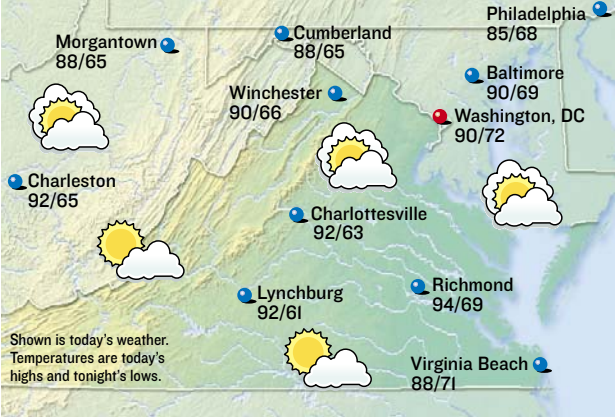 Philadelphia
85/68
Cumberland
88/65
Morgantown
88/65
Baltimore
90/69
Winchester
90/66
Washington, DC
90/72
Charleston
92/65
Charlottesville
92/63
Richmond
94/69
Lynchburg
92/61
Shown is today's weather.
Temperatures are today's
highs and tonight's lows.
Virginia Beach
88/71